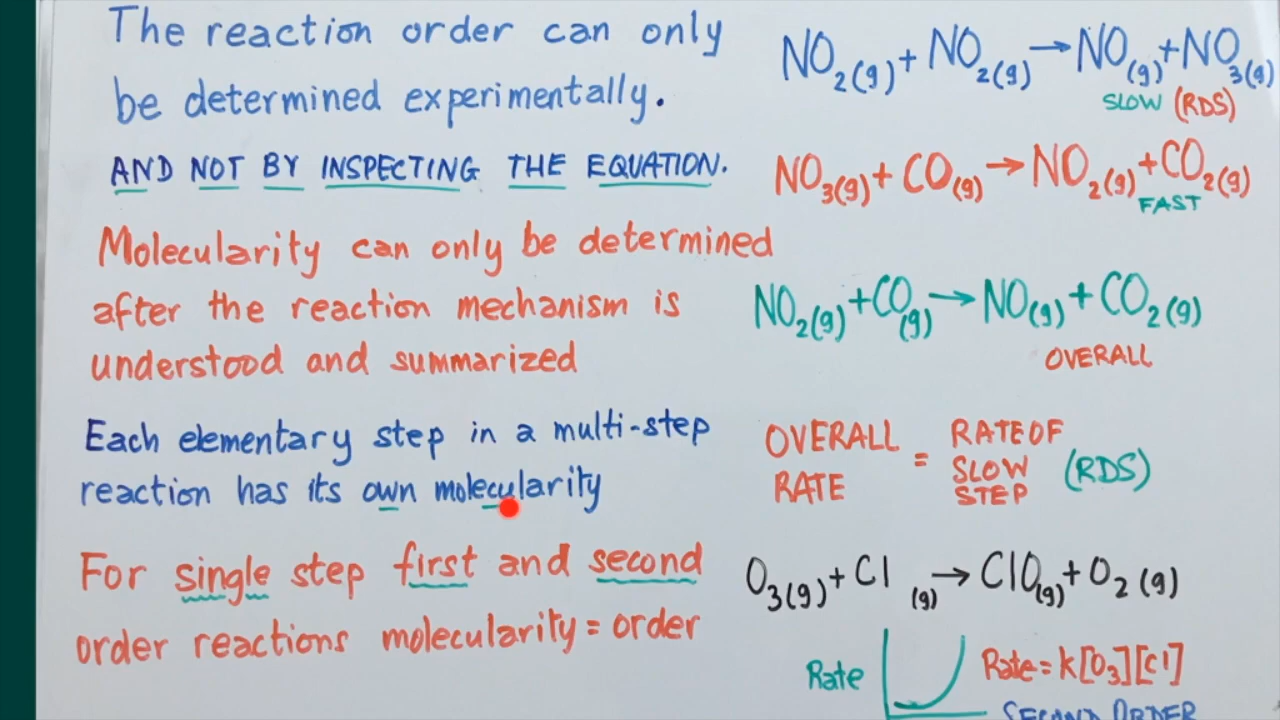 The reaction order can only
be determined experimentally.
AND NOT BY INSPECTING THE EQUATION.
Molecularity can only be determined
after the reaction mechanism is
understood and summarized
Each elementary step in a multi-step
reaction has its own molecularity
For single step first and second
order reactions molecularity = order
NO₂(g) + NO₂(g) → NO(g) + NO₃(g)
SLOW (RDS)
NO₃(g) + CO(g) → NO₂(g) + CO₂(g)
FAST
NO₂(g) + CO(g) → NO(g) + CO₂(g)
OVERALL
OVERALL RATE = RATE OF SLOW STEP (RDS)
O₃(g) + Cl (g) → ClO(g) + O₂(g)
Rate
Rate = k[O₃][Cl]
SECOND ORDER